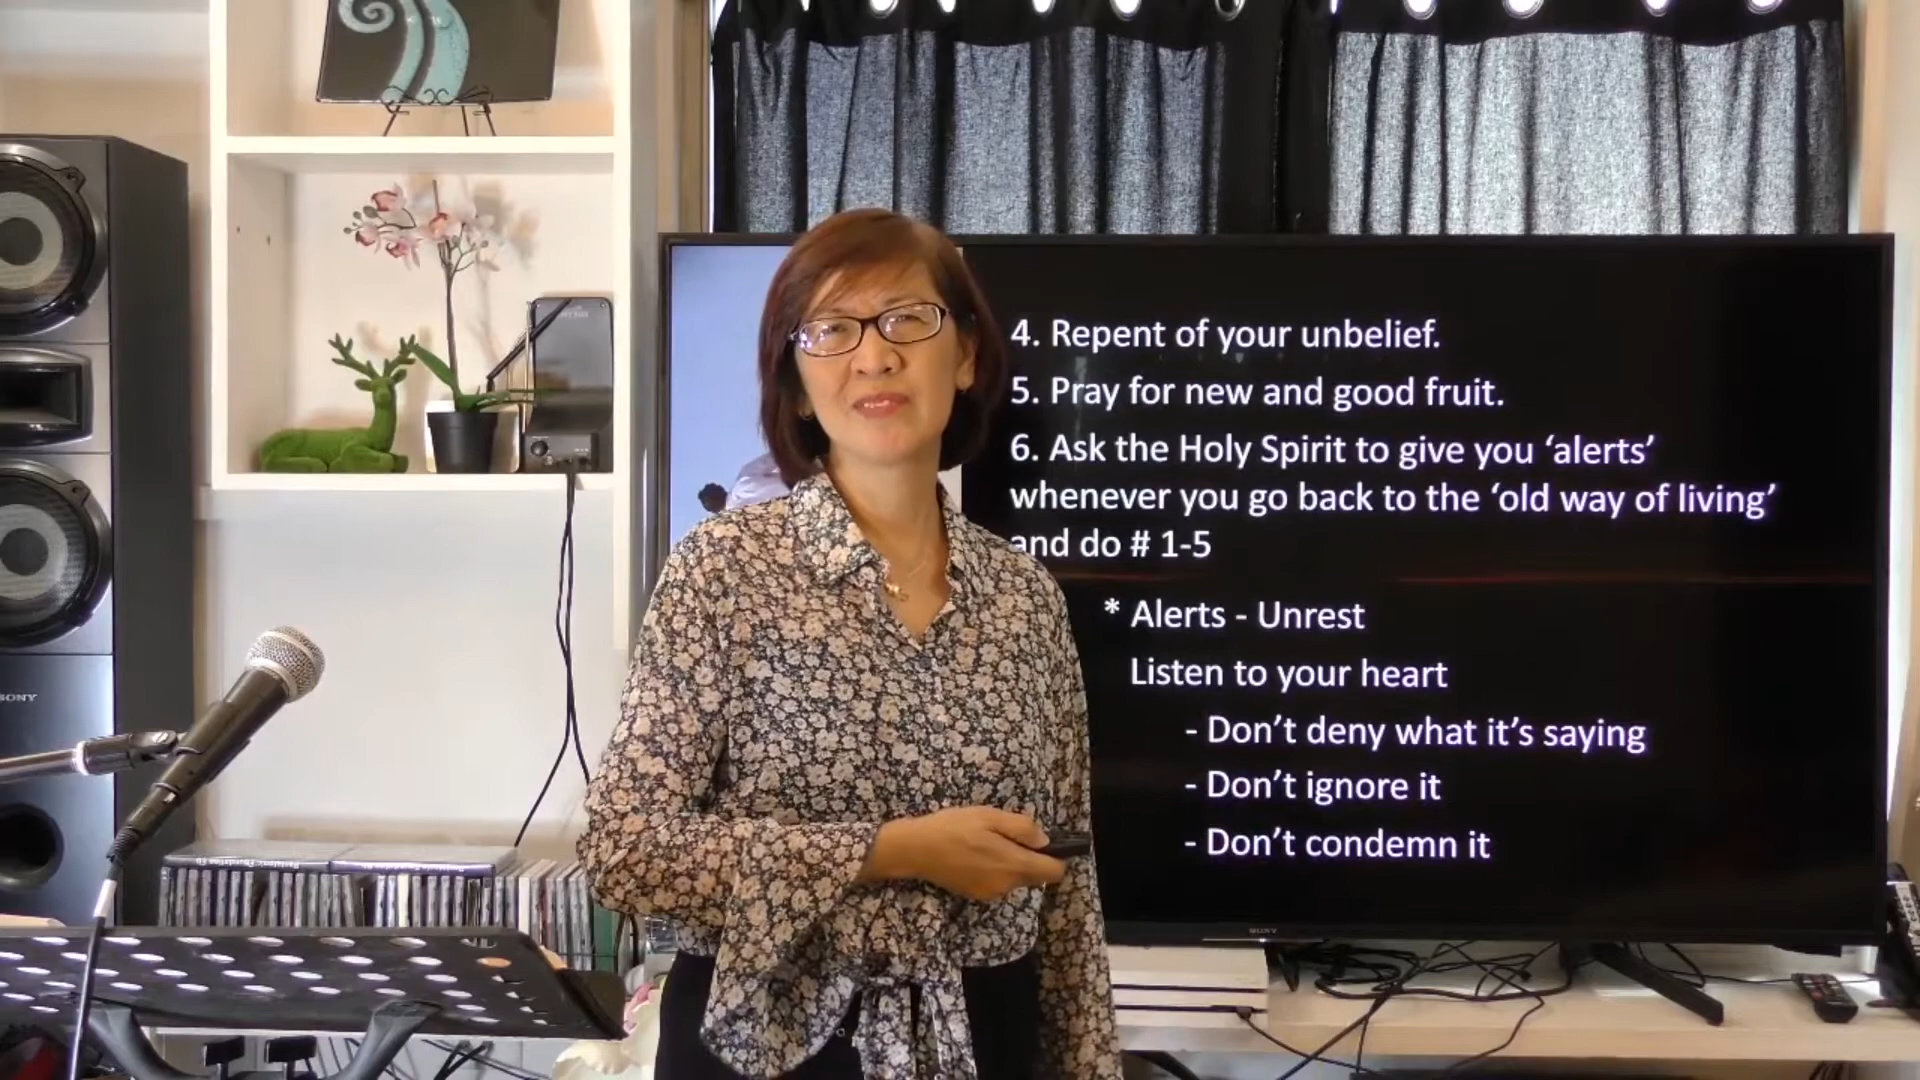 4. Repent of your unbelief.
5. Pray for new and good fruit.
6. Ask the Holy Spirit to give you ‘alerts’
whenever you go back to the ‘old way of living’
and do # 1-5
* Alerts - Unrest
Listen to your heart
- Don’t deny what it’s saying
- Don’t ignore it
- Don’t condemn it
SONY
SONY